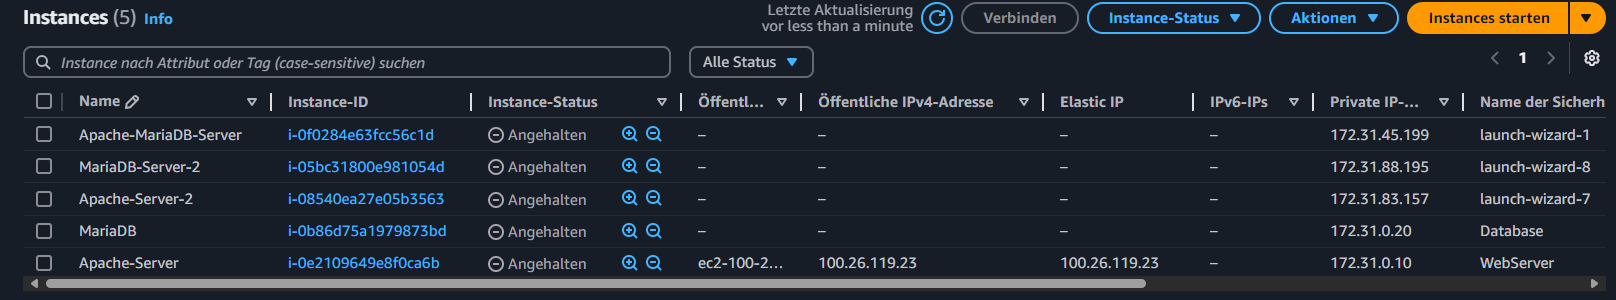 Instances (5) Info
Letzte Aktualisierung
vor less than a minute
Verbinden
Instance-Status
Aktionen
Instances starten
Instance nach Attribut oder Tag (case-sensitive) suchen
Alle Status
1
Name Instance-ID Instance-Status Öffentl... Öffentliche IPv4-Adresse Elastic IP IPv6-IPs Private IP-... Name der Sicherh
Apache-MariaDB-Server i-0f0284e63fcc56c1d Angehalten – – – – 172.31.45.199 launch-wizard-1
MariaDB-Server-2 i-05bc31800e981054d Angehalten – – – – 172.31.88.195 launch-wizard-8
Apache-Server-2 i-08540ea27e05b3563 Angehalten – – – – 172.31.83.157 launch-wizard-7
MariaDB i-0b86d75a1979873bd Angehalten – – – – 172.31.0.20 Database
Apache-Server i-0e2109649e8f0ca6b Angehalten ec2-100-2... 100.26.119.23 100.26.119.23 – 172.31.0.10 WebServer